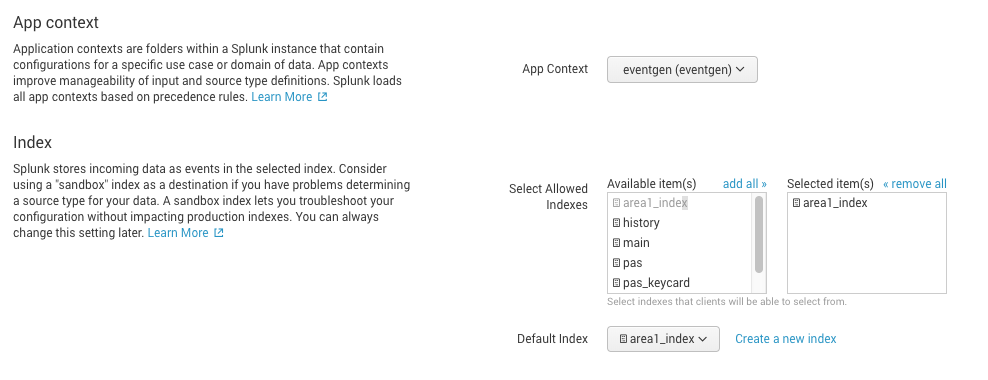 App context
Application contexts are folders within a Splunk instance that contain
configurations for a specific use case or domain of data. App contexts
improve manageability of input and source type definitions. Splunk loads
all app contexts based on precedence rules. Learn More
App Context
eventgen (eventgen)
Index
Splunk stores incoming data as events in the selected index. Consider
using a "sandbox" index as a destination if you have problems determining
a source type for your data. A sandbox index lets you troubleshoot your
configuration without impacting production indexes. You can always
change this setting later. Learn More
Select Allowed
Indexes
Available item(s) add all »
area1_index
history
main
pas
pas_keycard
Selected item(s) « remove all
area1_index
Select indexes that clients will be able to select from.
Default Index
area1_index
Create a new index